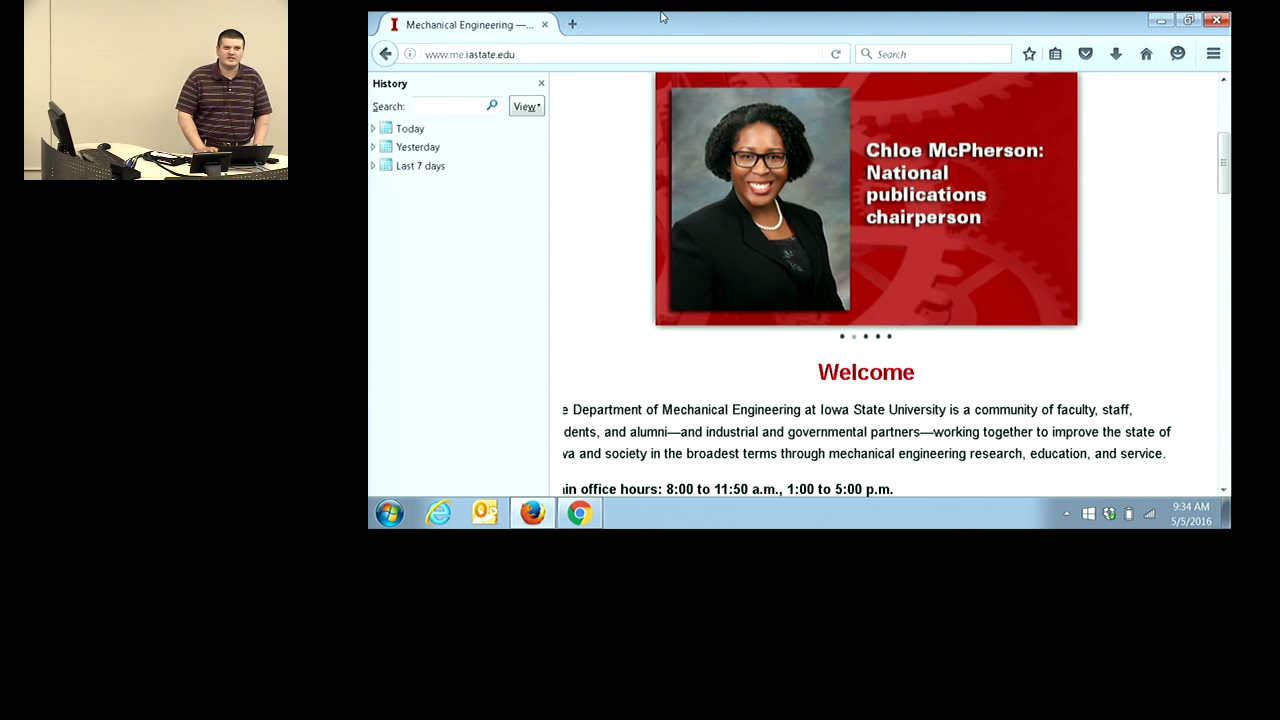 Mechanical Engineering —...
www.me.iastate.edu
Search
History
Search:
View
Today
Yesterday
Last 7 days
Chloe McPherson:
National
publications
chairperson
Welcome
e Department of Mechanical Engineering at Iowa State University is a community of faculty, staff,
dents, and alumni—and industrial and governmental partners—working together to improve the state of
va and society in the broadest terms through mechanical engineering research, education, and service.
in office hours: 8:00 to 11:50 a.m., 1:00 to 5:00 p.m.
9:34 AM
5/5/2016